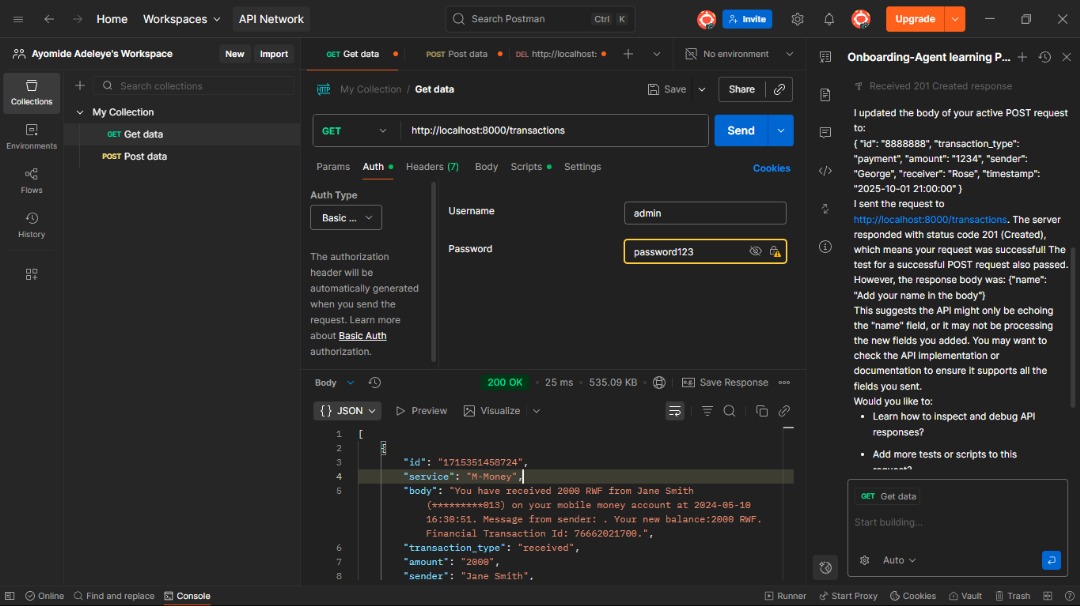 Home Workspaces API Network Search Postman Ctrl K Invite Upgrade
Ayomide Adeleye's Workspace New Import
GET Get data POST Post data DEL http://localhost: No environment
Onboarding-Agent learning P...
Collections
Environments
Flows
History
Search collections
My Collection
GET Get data
POST Post data
HTTP My Collection / Get data Save Share
GET http://localhost:8000/transactions Send
Params Auth Headers (7) Body Scripts Settings Cookies
Auth Type
Basic ...
The authorization
header will be
automatically generated
when you send the
request. Learn more
about Basic Auth
authorization.
Username admin
Password password123
Body 200 OK 25 ms 535.09 KB Save Response
{ } JSON Preview Visualize
1 [
2 {
3 "id": "1715351458724",
4 "service": "M-Money",
5 "body": "You have received 2000 RWF from Jane Smith
(*********013) on your mobile money account at 2024-05-10
16:30:51. Message from sender: . Your new balance:2000 RWF.
Financial Transaction Id: 76662021700.",
6 "transaction_type": "received",
7 "amount": "2000",
8 "sender": "Jane Smith",
Received 201 Created response
I updated the body of your active POST request
to:
{ "id": "8888888", "transaction_type":
"payment", "amount": "1234", "sender":
"George", "receiver": "Rose", "timestamp":
"2025-10-01 21:00:00" }
I sent the request to
http://localhost:8000/transactions. The server
responded with status code 201 (Created),
which means your request was successful! The
test for a successful POST request also passed.
However, the response body was: {"name":
"Add your name in the body"}
This suggests the API might only be echoing
the "name" field, or it may not be processing
the new fields you added. You may want to
check the API implementation or
documentation to ensure it supports all the
fields you sent.
Would you like to:
• Learn how to inspect and debug API
responses?
• Add more tests or scripts to this
request?
GET Get data
Start building...
Auto
Online Find and replace Console Runner Start Proxy Cookies Vault Trash